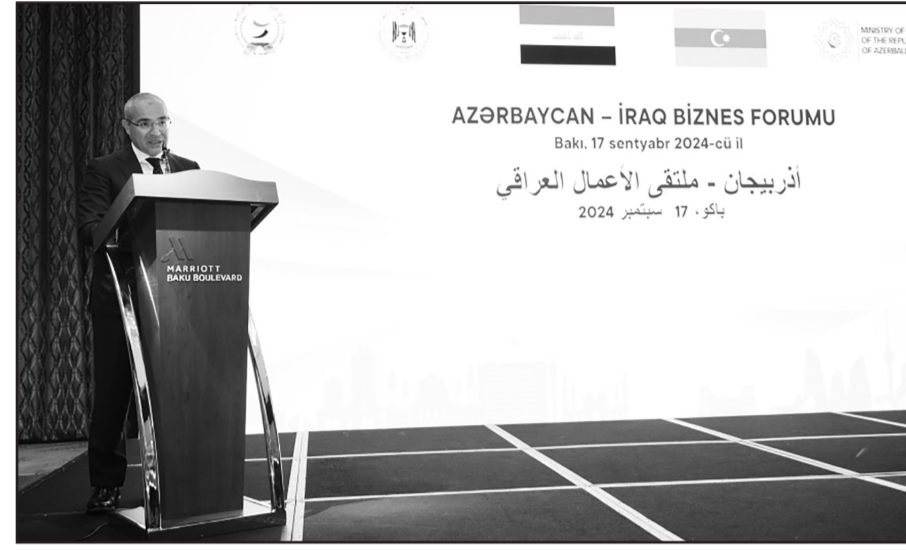 MINISTRY OF
OF THE REPU
OF AZERBAI
AZƏRBAYCAN – İRAQ BİZNES FORUMU
Bakı, 17 sentyabr 2024-cü il
أذربيجان - ملتقى الأعمال العراقي
باكو، 17 سبتمبر 2024
MARRIOTT
BAKU BOULEVARD